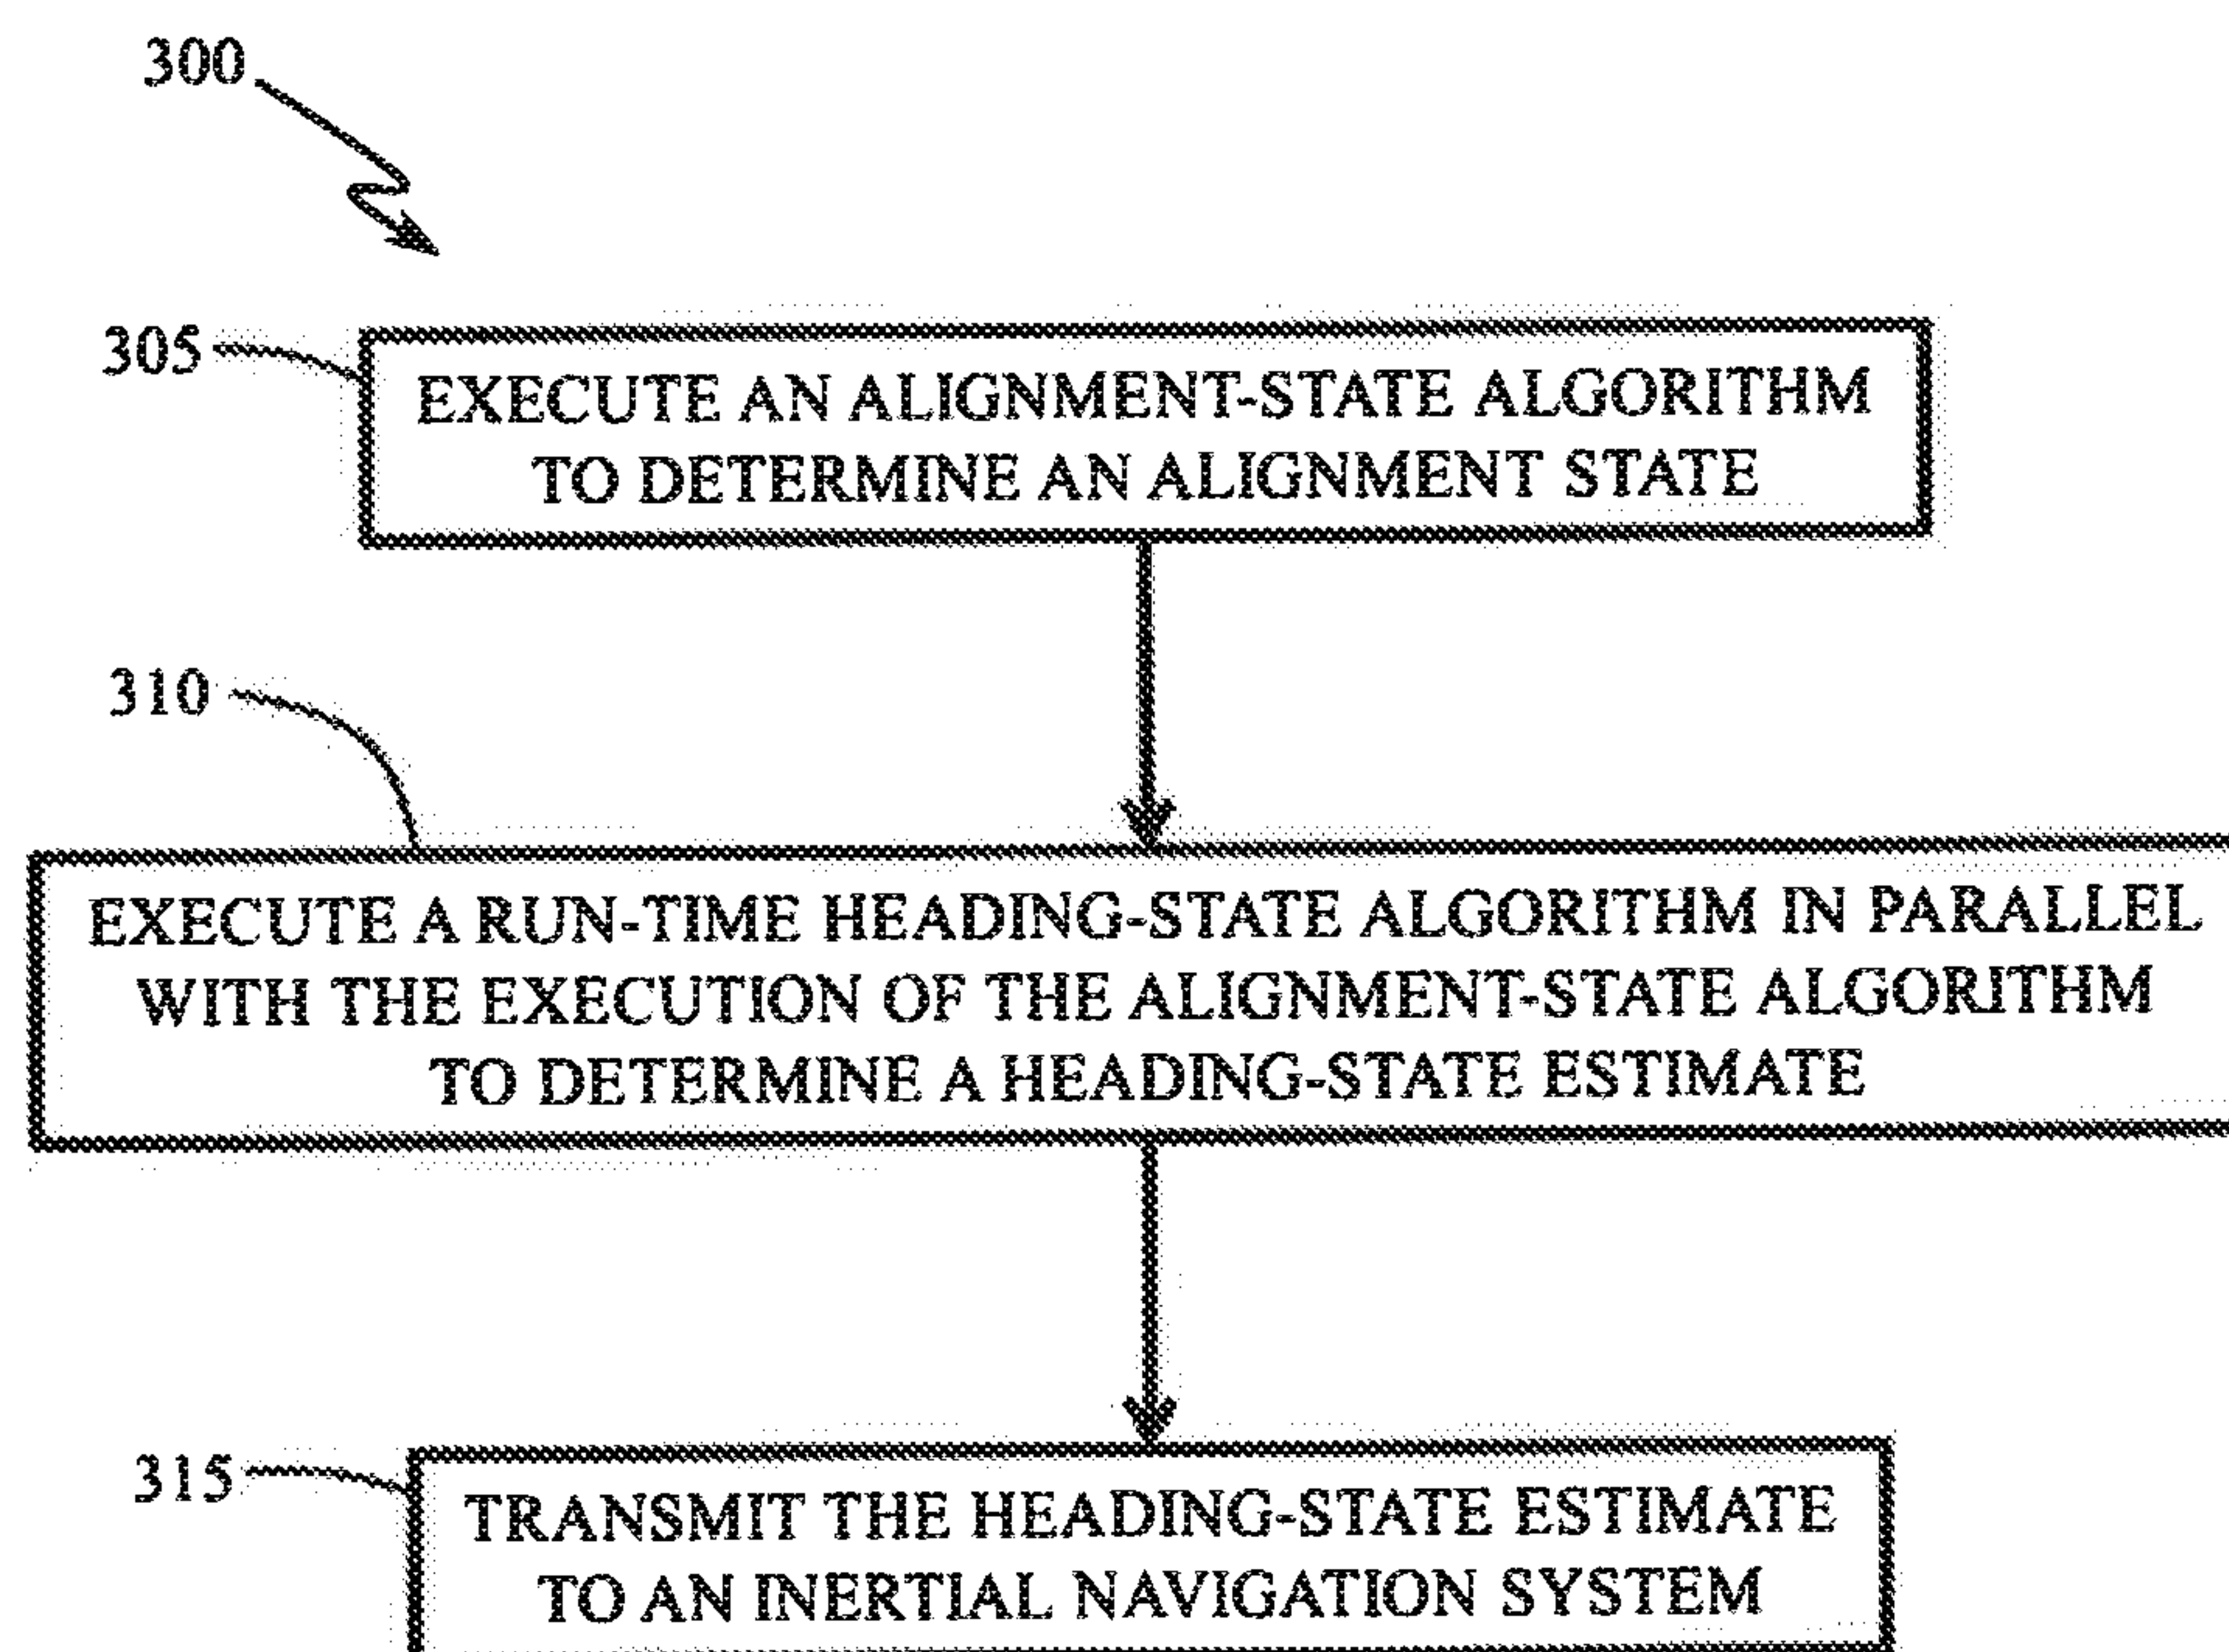 300
305
EXECUTE AN ALIGNMENT-STATE ALGORITHM
TO DETERMINE AN ALIGNMENT STATE
310
EXECUTE A RUN-TIME HEADING-STATE ALGORITHM IN PARALLEL
WITH THE EXECUTION OF THE ALIGNMENT-STATE ALGORITHM
TO DETERMINE A HEADING-STATE ESTIMATE
315
TRANSMIT THE HEADING-STATE ESTIMATE
TO AN INERTIAL NAVIGATION SYSTEM